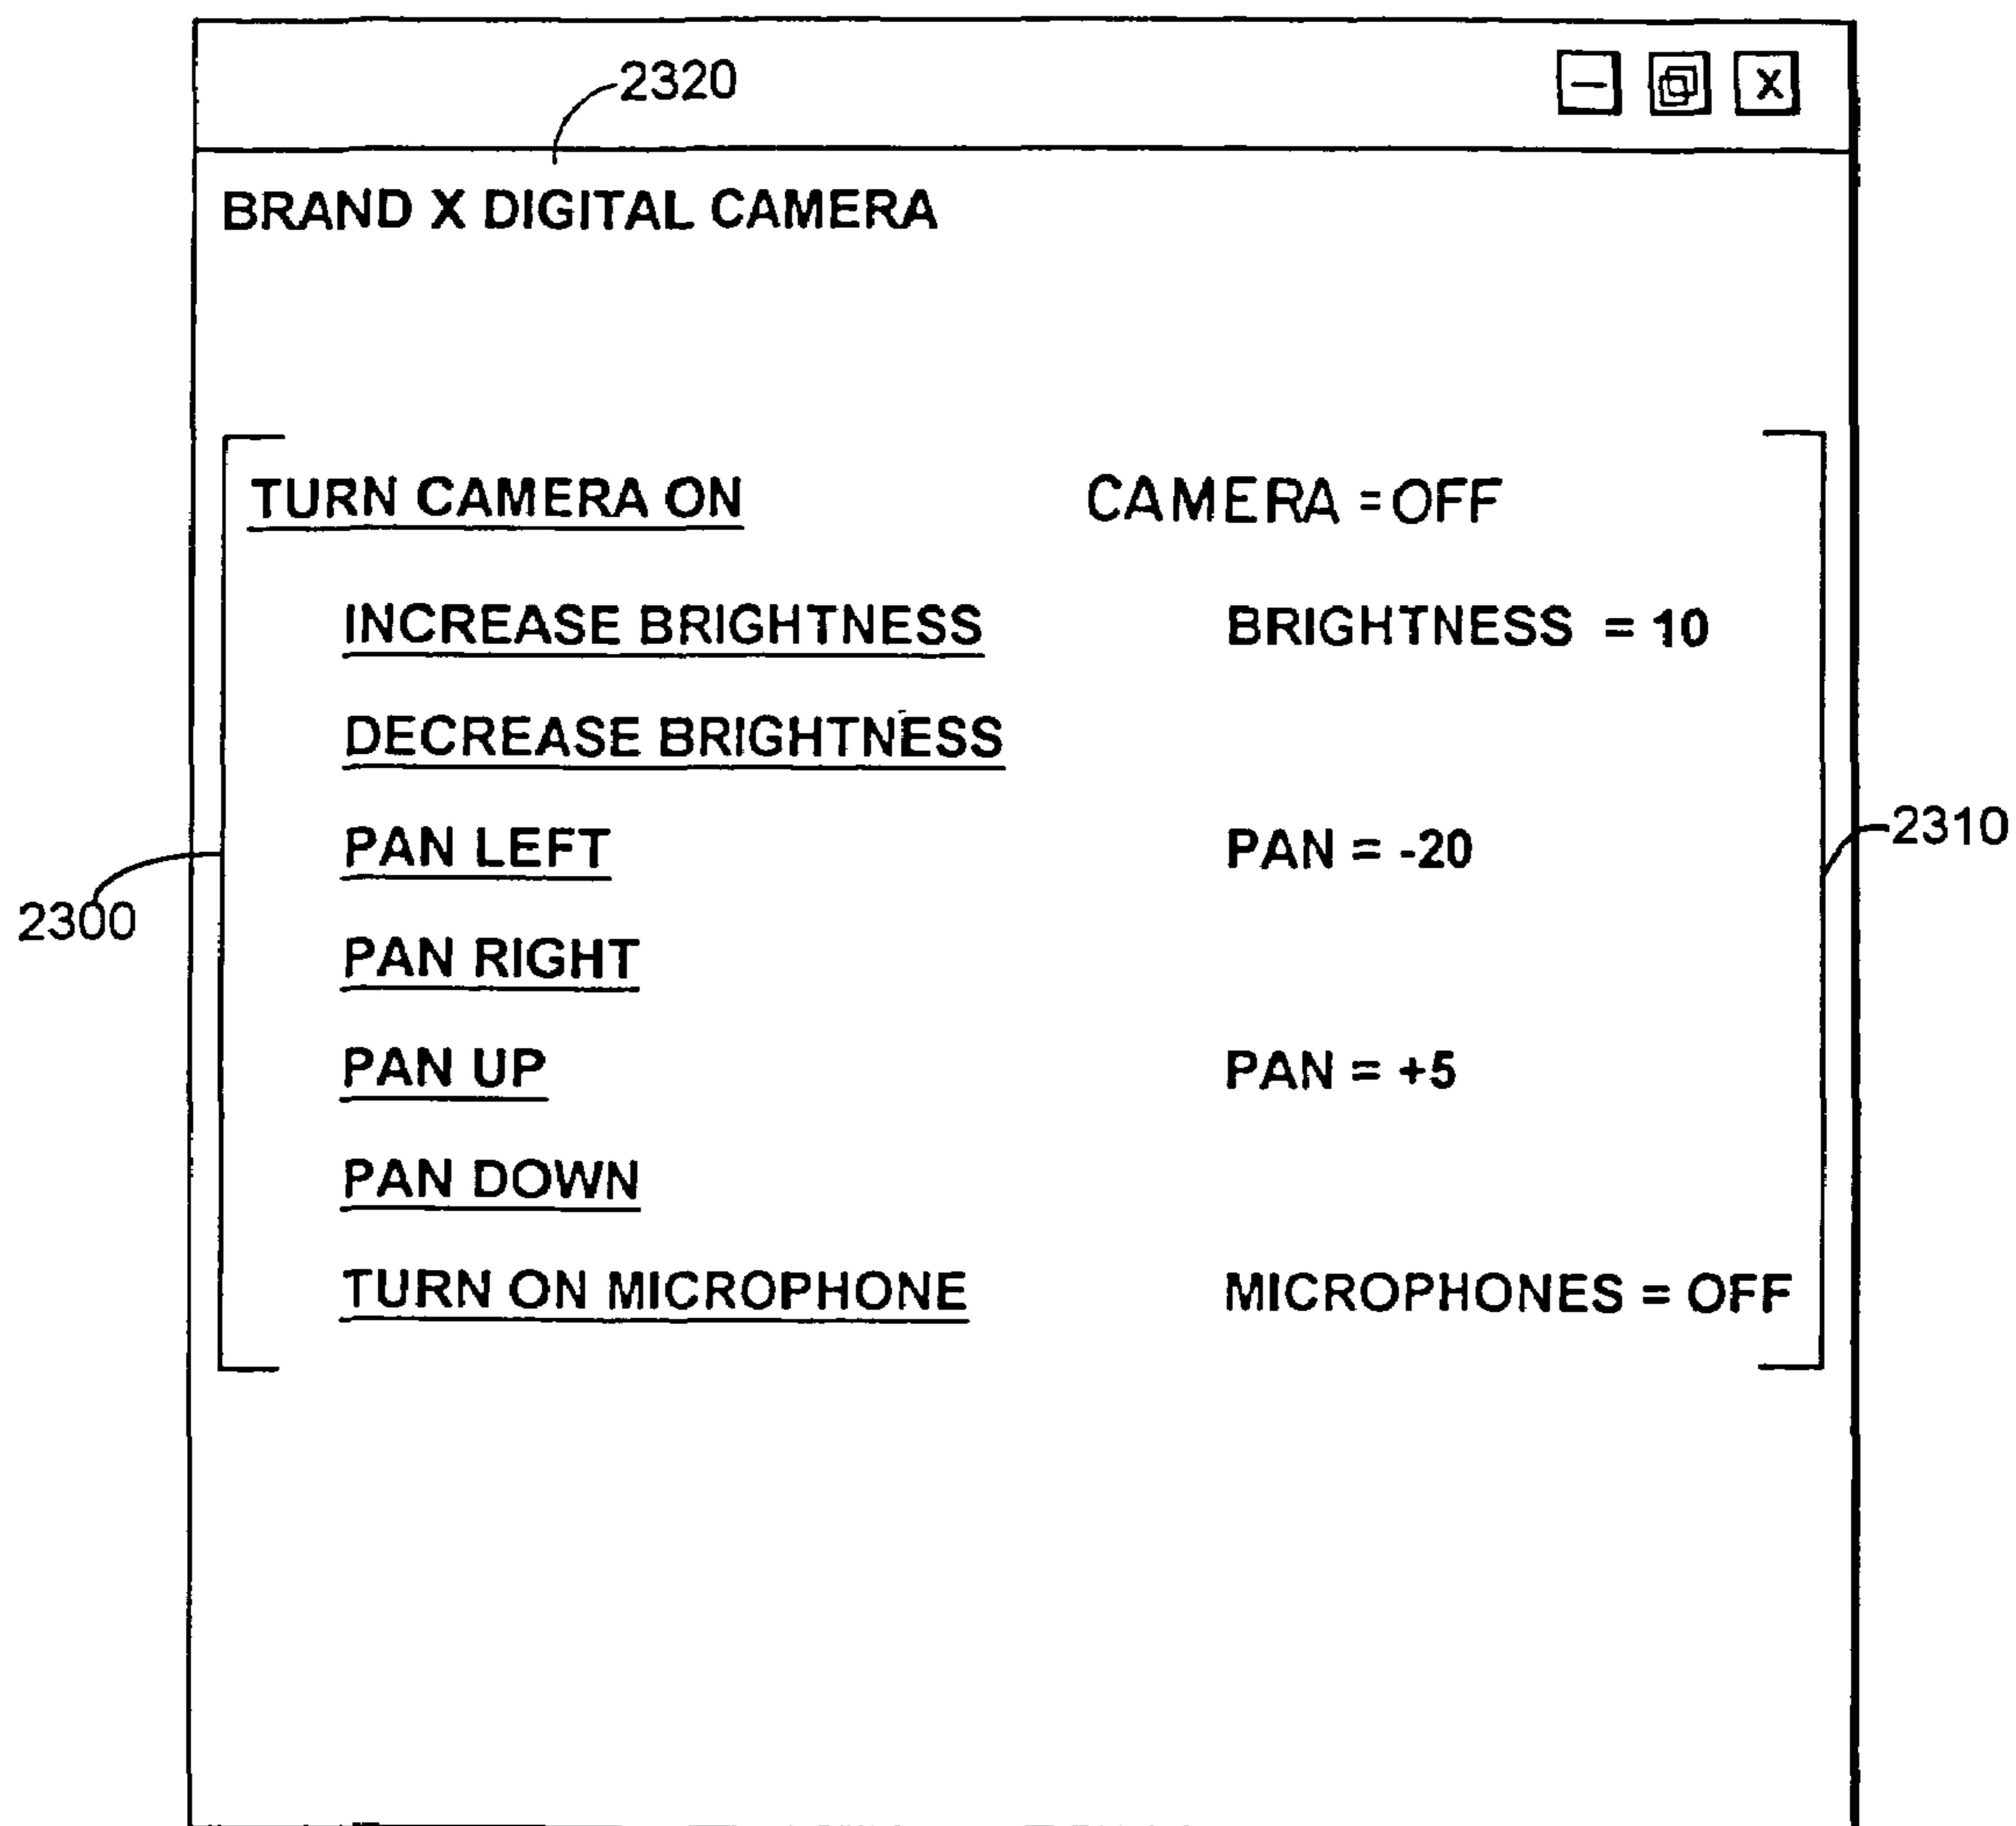 2320
BRAND X DIGITAL CAMERA
TURN CAMERA ON CAMERA = OFF
INCREASE BRIGHTNESS BRIGHTNESS = 10
DECREASE BRIGHTNESS
PAN LEFT PAN = -20
2310
2300
PAN RIGHT
PAN UP PAN = +5
PAN DOWN
TURN ON MICROPHONE MICROPHONES = OFF